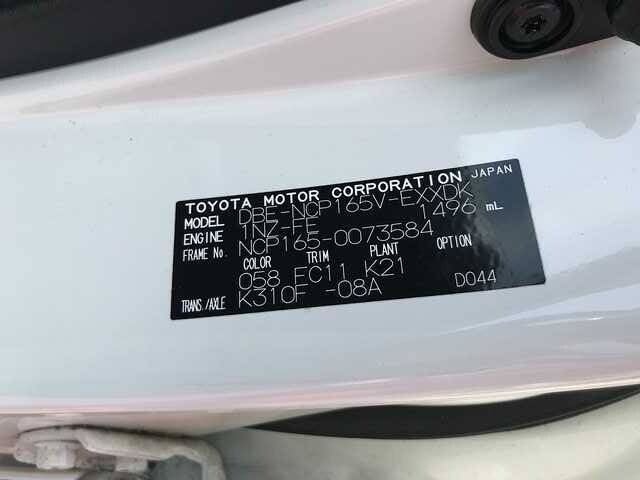 TOYOTA MOTOR CORPORATION JAPAN
MODEL DBE-NCP165V-EXXDK
ENGINE 1NZ-FE 1496 mL
FRAME No. NCP165-0073584
COLOR TRIM PLANT OPTION
058 FC11 K21
TRANS./AXLE K310F -08A D044